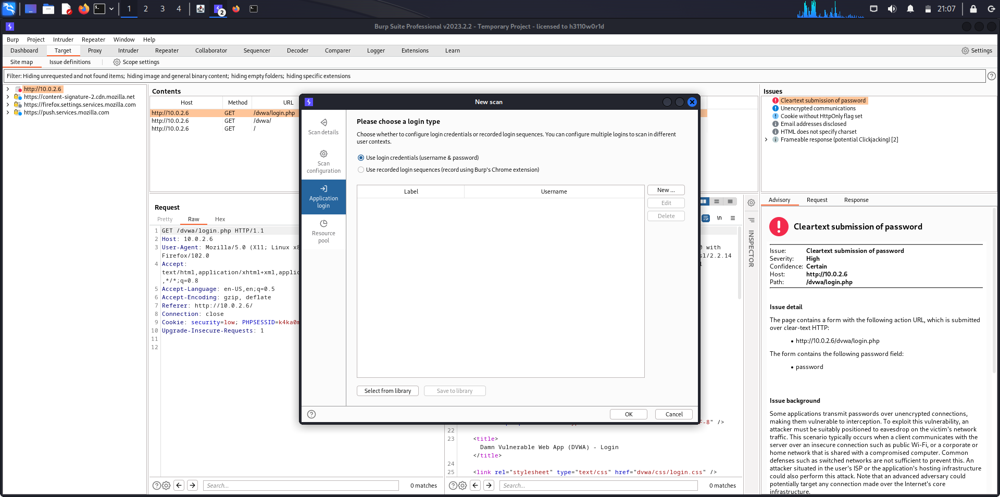 1
2
3
4
2
21:07
Burp Suite Professional v2023.2.2 - Temporary Project - licensed to h3110w0r1d
Burp Project Intruder Repeater Window Help
Dashboard Target Proxy Intruder Repeater Collaborator Sequencer Decoder Comparer Logger Extensions Learn Settings
Site map Issue definitions Scope settings
Filter: Hiding unrequested and not found items; hiding image and general binary content; hiding empty folders; hiding specific extensions
http://10.0.2.6
https://content-signature-2.cdn.mozilla.net
https://firefox.settings.services.mozilla.com
https://push.services.mozilla.com
Contents
Host Method URL
http://10.0.2.6 GET /dvwa/login.php
http://10.0.2.6 GET /dvwa/
http://10.0.2.6 GET /
Request
Pretty Raw Hex
1 GET /dvwa/login.php HTTP/1.1
2 Host: 10.0.2.6
3 User-Agent: Mozilla/5.0 (X11; Linux
Firefox/102.0
4 Accept:
text/html,application/xhtml+xml,
,*/*;q=0.8
5 Accept-Language: en-US,en;q=0.5
6 Accept-Encoding: gzip, deflate
7 Referer: http://10.0.2.6/
8 Connection: close
9 Cookie: security=low; PHPSESSID=k4ka0
10 Upgrade-Insecure-Requests: 1
11
12
Search...
0 matches
New scan
Scan details
Scan
configuration
Application
login
Resource
pool
Please choose a login type
Choose whether to configure login credentials or recorded login sequences. You can configure multiple logins to scan in different
user contexts.
Use login credentials (username & password)
Use recorded login sequences (record using Burp's Chrome extension)
Label Username
New ...
Edit
Delete
Select from library Save to library
OK Cancel
\n
with
sl/2.2.14
F-8" />
22
23 <title>
Damn Vulnerable Web App (DVWA) - Login
</title>
24
25 <link rel="stylesheet" type="text/css" href="dvwa/css/login.css" />
Search...
0 matches
INSPECTOR
Issues
Cleartext submission of password
Unencrypted communications
Cookie without HttpOnly flag set
Email addresses disclosed
HTML does not specify charset
Frameable response (potential Clickjacking) [2]
Advisory Request Response
Cleartext submission of password
Issue: Cleartext submission of password
Severity: High
Confidence: Certain
Host: http://10.0.2.6
Path: /dvwa/login.php
Issue detail
The page contains a form with the following action URL, which is submitted
over clear-text HTTP:
• http://10.0.2.6/dvwa/login.php
The form contains the following password field:
• password
Issue background
Some applications transmit passwords over unencrypted connections,
making them vulnerable to interception. To exploit this vulnerability, an
attacker must be suitably positioned to eavesdrop on the victim's network
traffic. This scenario typically occurs when a client communicates with the
server over an insecure connection such as public Wi-Fi, or a corporate or
home network that is shared with a compromised computer. Common
defenses such as switched networks are not sufficient to prevent this. An
attacker situated in the user's ISP or the application's hosting infrastructure
could also perform this attack. Note that an advanced adversary could
potentially target any connection made over the Internet's core
infrastructure.